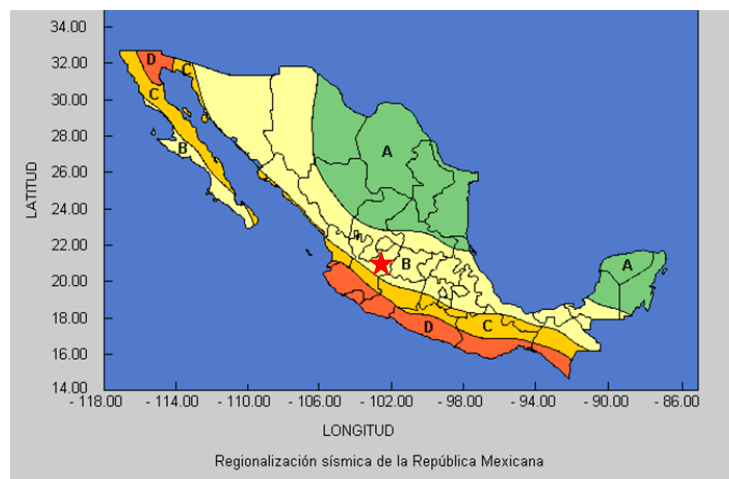 34.00
32.00
30.00
28.00
26.00
24.00
22.00
20.00
18.00
16.00
14.00
LATITUD
D
C
C
B
A
B
A
D
C
- 118.00 - 114.00 - 110.00 - 106.00 - 102.00 - 98.00 - 94.00 - 90.00 - 86.00
LONGITUD
Regionalización sísmica de la República Mexicana